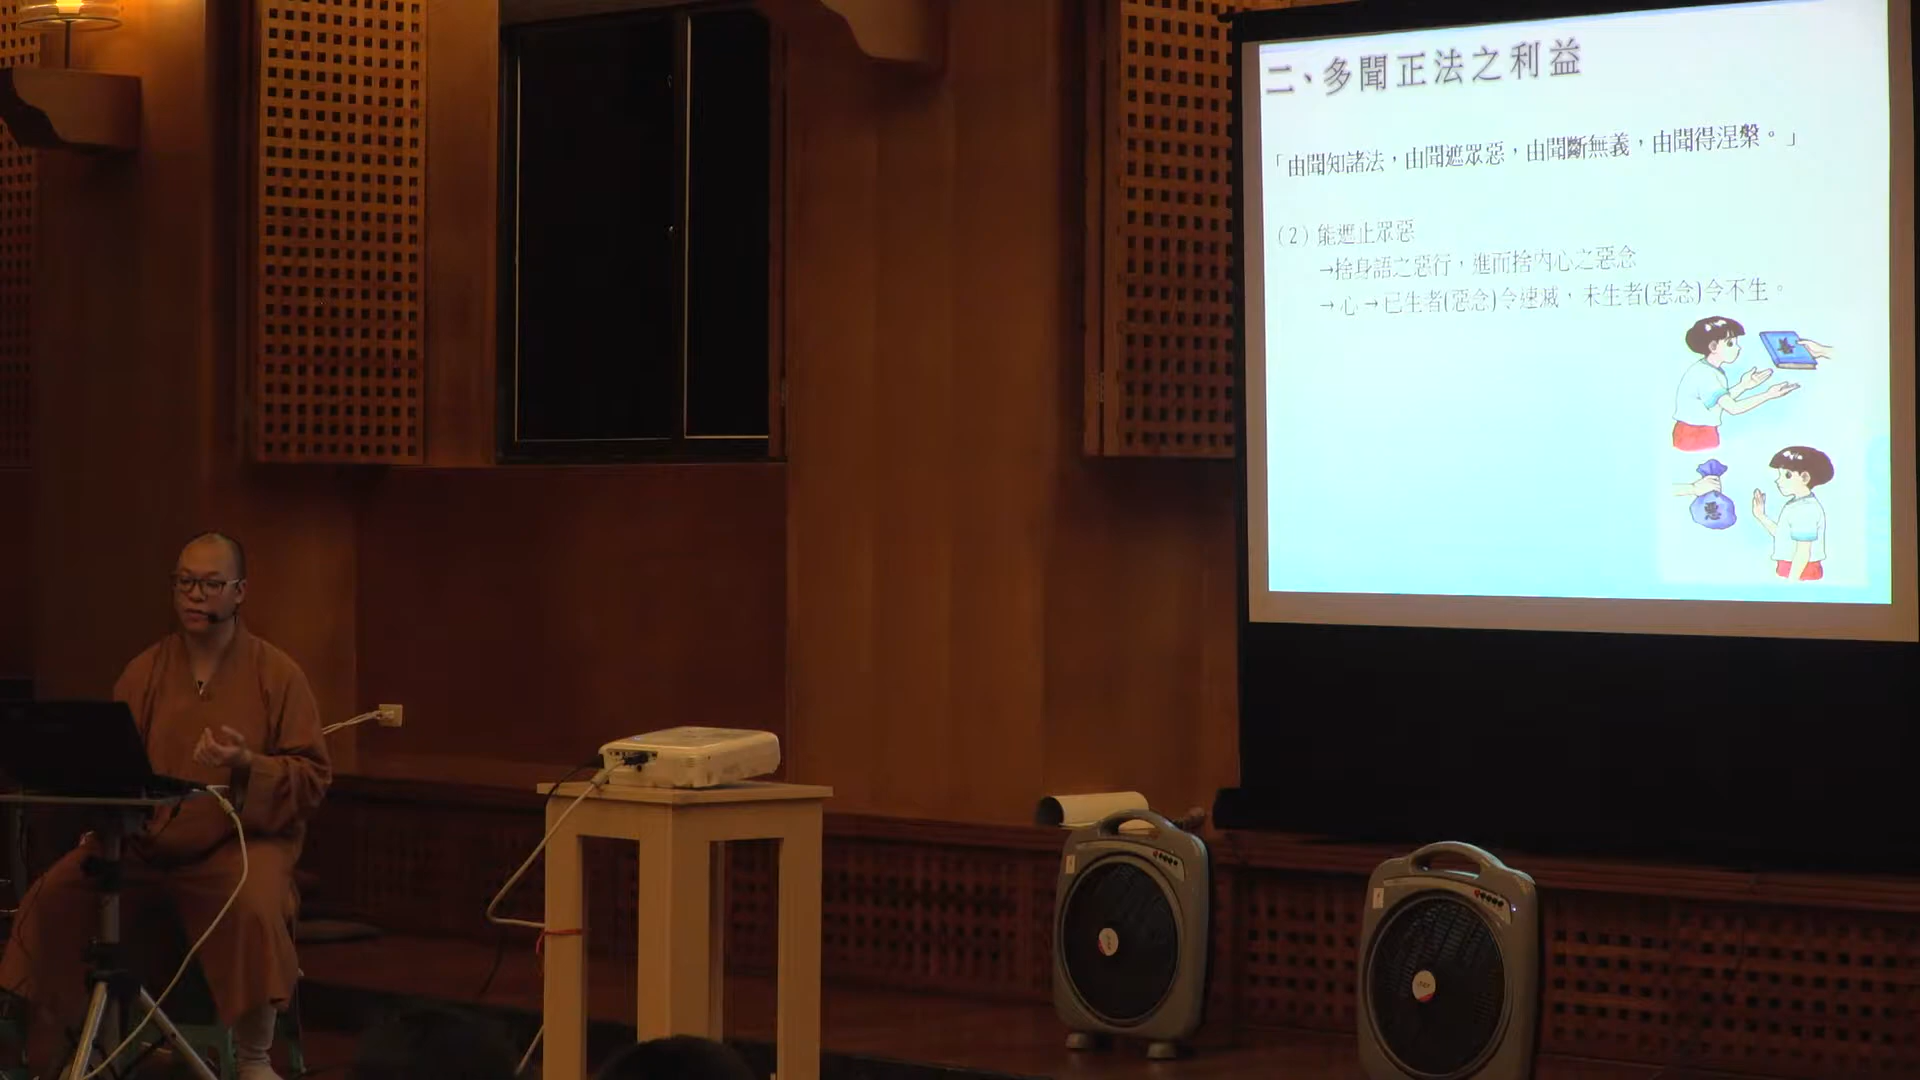 二、多聞正法之利益
「由聞知諸法，由聞遮眾惡，由聞斷無義，由聞得涅槃。」
（2）能遮止眾惡
→捨身語之惡行，進而捨內心之惡念
→心→已生者(惡念)令速滅，未生者(惡念)令不生。
惡